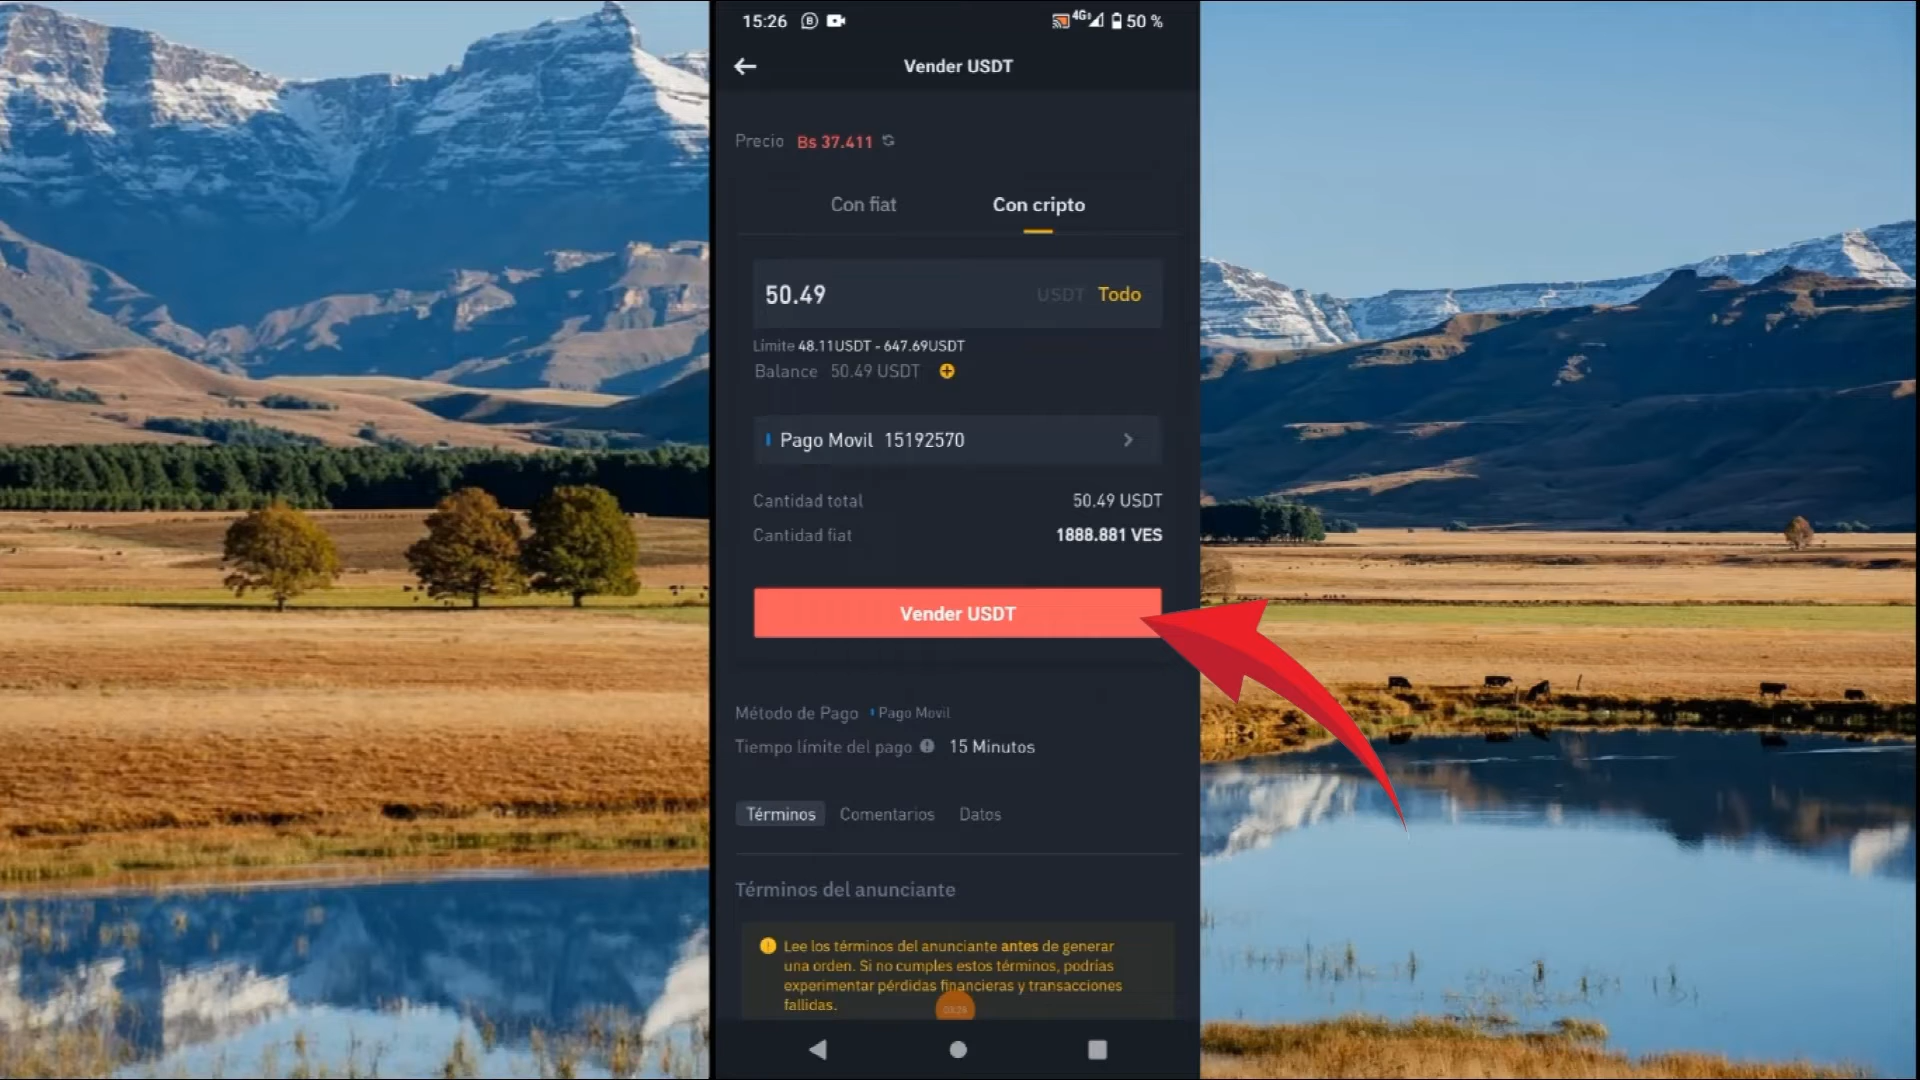 15:26 4G 50 %
Vender USDT
Precio Bs 37.411
Con fiat Con cripto
50.49 USDT Todo
Límite 48.11USDT - 647.69USDT
Balance 50.49 USDT
Pago Movil 15192570
Cantidad total 50.49 USDT
Cantidad fiat 1888.881 VES
Vender USDT
Método de Pago Pago Movil
Tiempo límite del pago 15 Minutos
Términos Comentarios Datos
Términos del anunciante
Lee los términos del anunciante antes de generar
una orden. Si no cumples estos términos, podrías
experimentar pérdidas financieras y transacciones
fallidas.